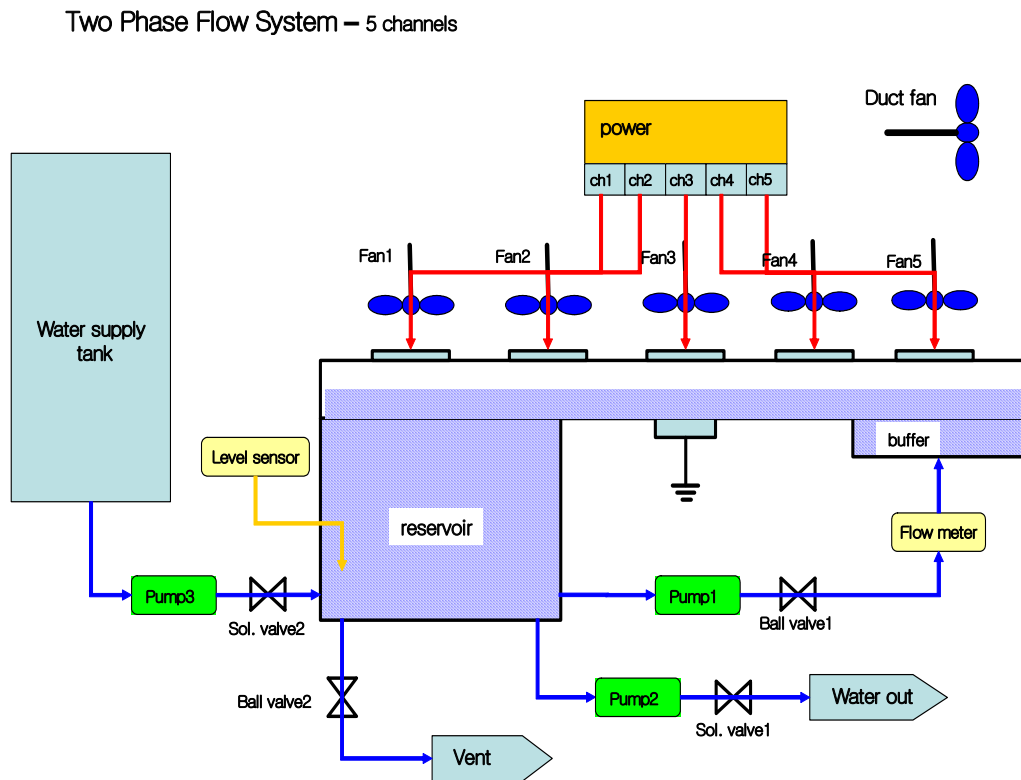 Two Phase Flow System – 5 channels
Duct fan
power
ch1 ch2 ch3 ch4 ch5
Fan1 Fan2 Fan3 Fan4 Fan5
Water supply
tank
buffer
Level sensor
reservoir
Flow meter
Pump3
Pump1
Sol. valve2
Ball valve1
Ball valve2
Pump2
Water out
Sol. valve1
Vent